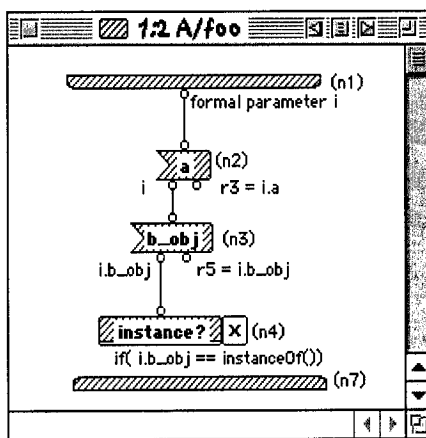 1:2 A/foo
(n1)
formal parameter i
a (n2)
i r3 = i.a
b_obj (n3)
i.b_obj r5 = i.b_obj
instance? X (n4)
if( i.b_obj == instanceOf())
(n7)